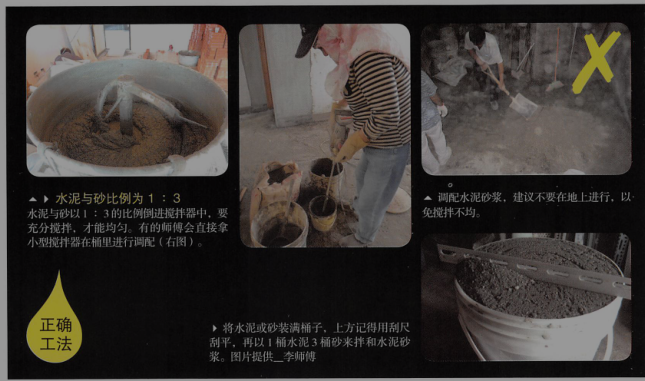 ▲ ▶ 水泥与砂比例为 1 : 3
水泥与砂以 1 : 3 的比例倒进搅拌器中，要
充分搅拌，才能均匀。有的师傅会直接拿
小型搅拌器在桶里进行调配（右图）。
▲ 调配水泥砂浆，建议不要在地上进行，以
免搅拌不均。
正确
工法
▶ 将水泥或砂装满桶子，上方记得用刮尺
刮平，再以 1 桶水泥 3 桶砂来拌和水泥砂
浆。图片提供__李师傅